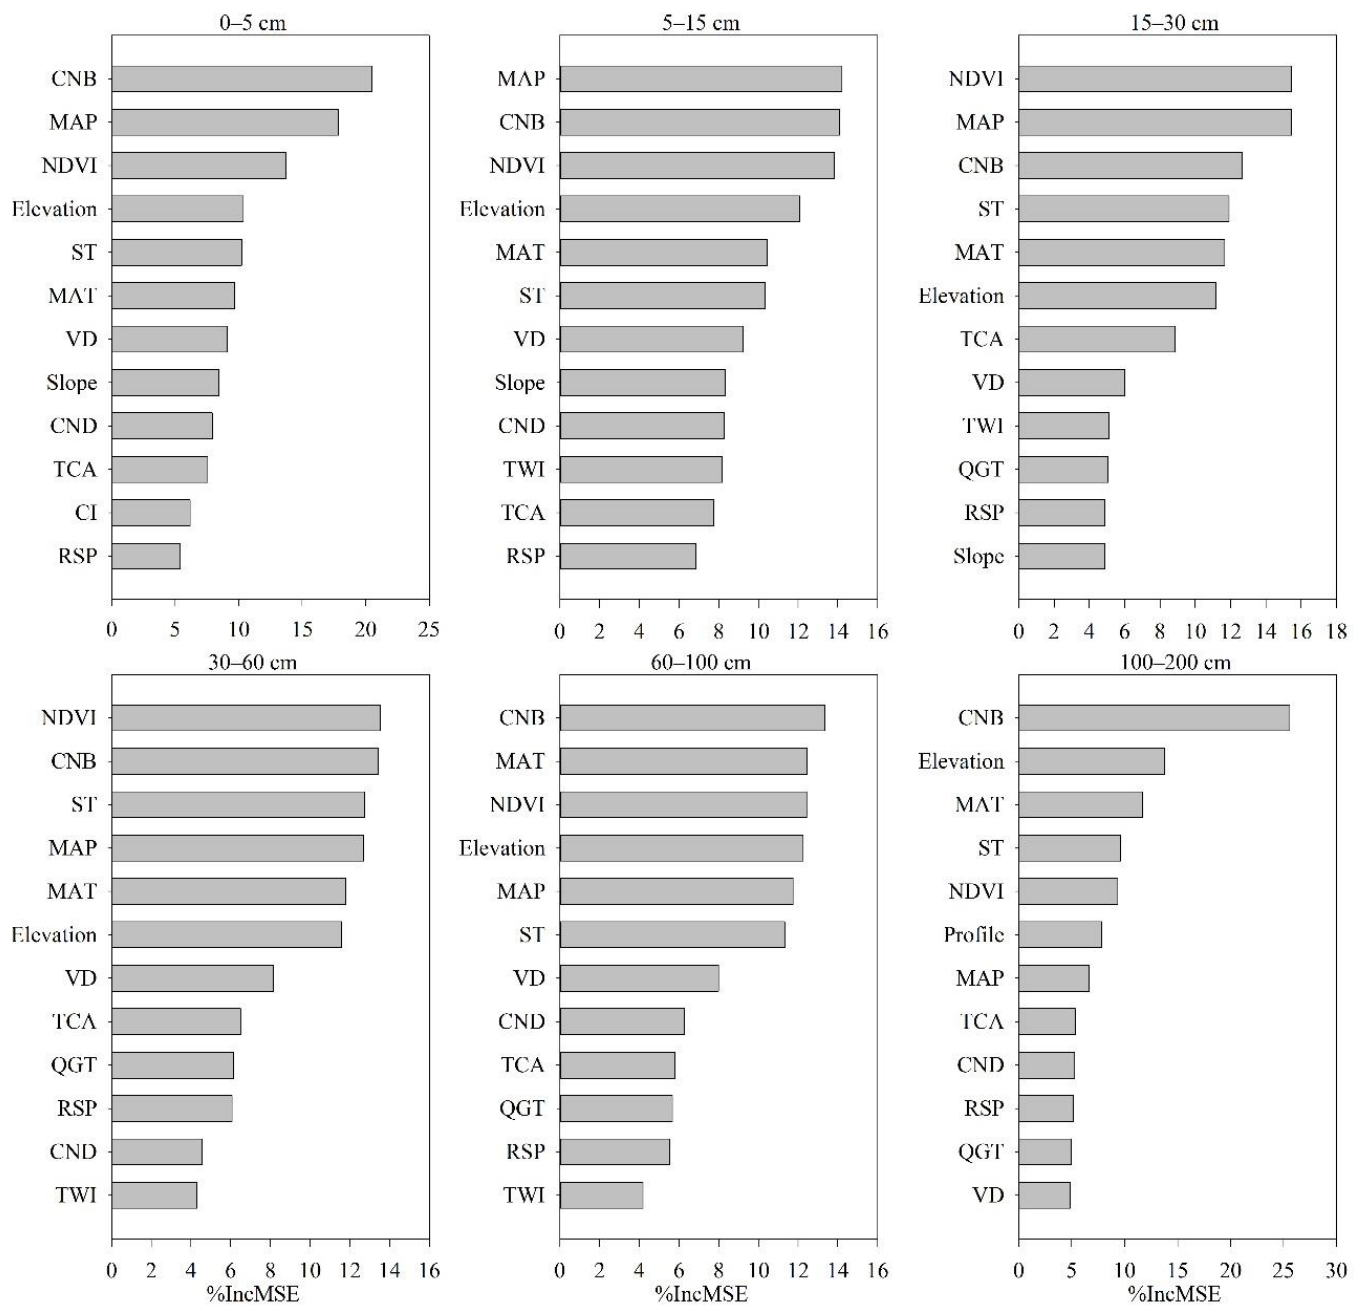 0–5 cm
CNB
MAP
NDVI
Elevation
ST
MAT
VD
Slope
CND
TCA
CI
RSP
0 5 10 15 20 25
5–15 cm
MAP
CNB
NDVI
Elevation
MAT
ST
VD
Slope
CND
TWI
TCA
RSP
0 2 4 6 8 10 12 14 16
15–30 cm
NDVI
MAP
CNB
ST
MAT
Elevation
TCA
VD
TWI
QGT
RSP
Slope
0 2 4 6 8 10 12 14 16 18
30–60 cm
NDVI
CNB
ST
MAP
MAT
Elevation
VD
TCA
QGT
RSP
CND
TWI
0 2 4 6 8 10 12 14 16
%IncMSE
60–100 cm
CNB
MAT
NDVI
Elevation
MAP
ST
VD
CND
TCA
QGT
RSP
TWI
0 2 4 6 8 10 12 14 16
%IncMSE
100–200 cm
CNB
Elevation
MAT
ST
NDVI
Profile
MAP
TCA
CND
RSP
QGT
VD
0 5 10 15 20 25 30
%IncMSE